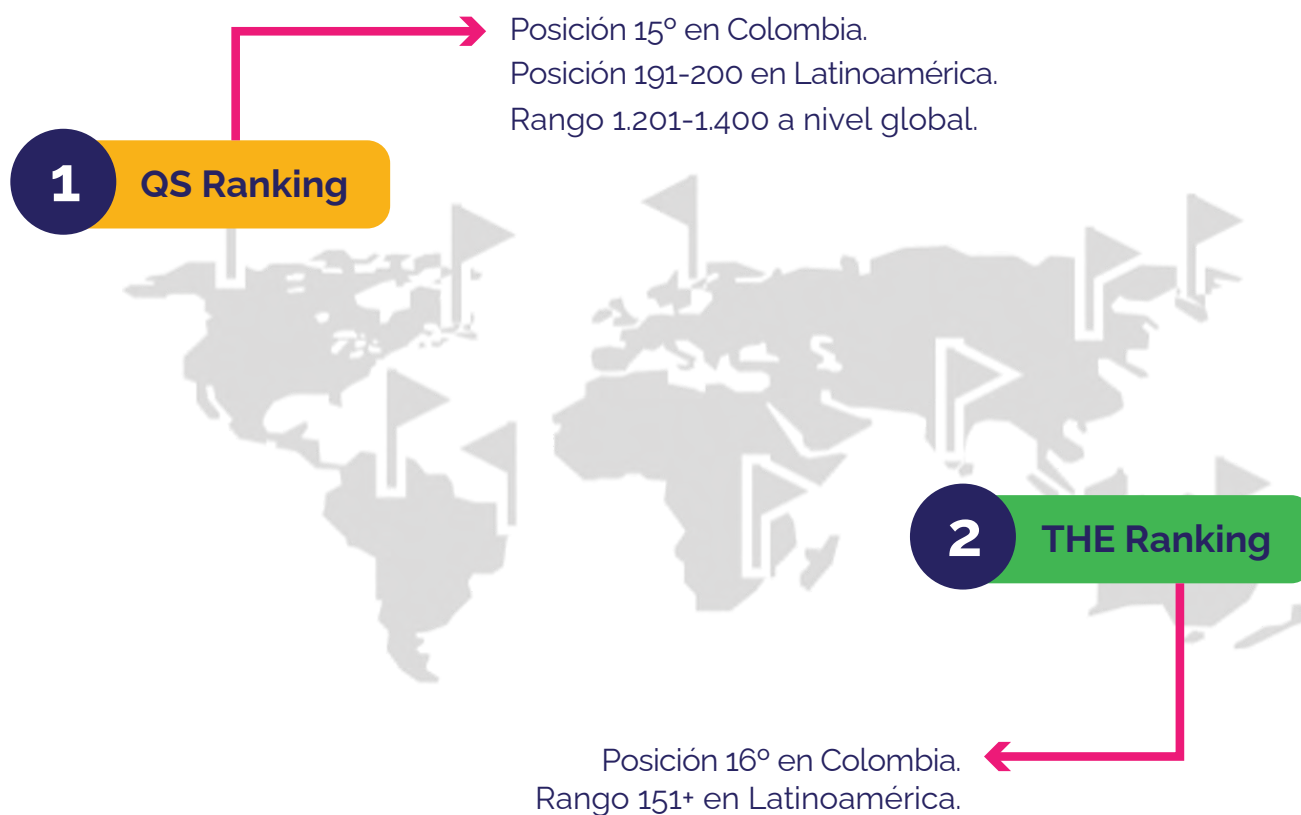 Posición 15º en Colombia.
Posición 191-200 en Latinoamérica.
Rango 1.201-1.400 a nivel global.
1
QS Ranking
2
THE Ranking
Posición 16º en Colombia.
Rango 151+ en Latinoamérica.